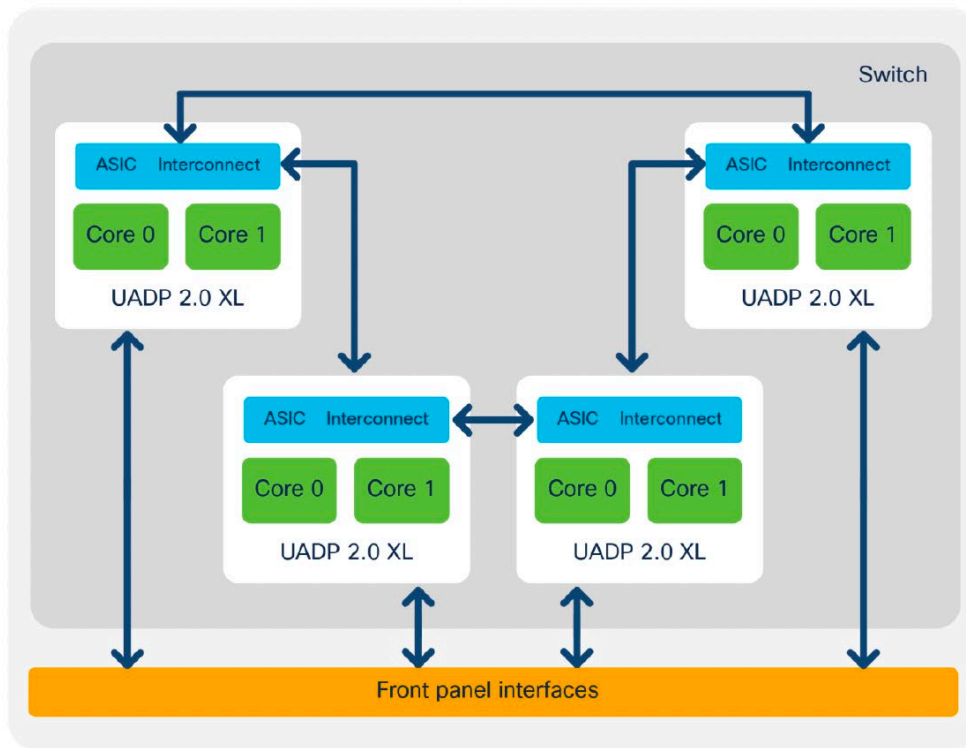 Switch
ASIC Interconnect
Core 0 Core 1
UADP 2.0 XL
ASIC Interconnect
Core 0 Core 1
UADP 2.0 XL
ASIC Interconnect
Core 0 Core 1
UADP 2.0 XL
ASIC Interconnect
Core 0 Core 1
UADP 2.0 XL
Front panel interfaces